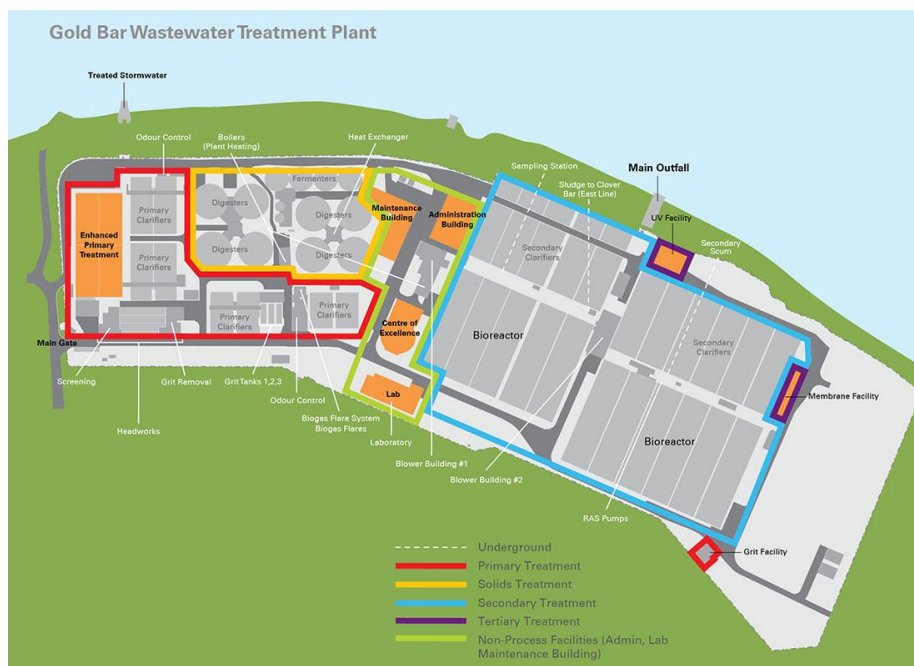 Gold Bar Wastewater Treatment Plant
Treated Stormwater
Odour Control
Boilers
(Plant Heating)
Heat Exchanger
Sampling Station
Sludge to Clover
Bar (East Line)
Main Outfall
UV Facility
Secondary
Scum
Fermenters
Digesters
Digesters
Digesters
Digesters
Primary
Clarifiers
Primary
Clarifiers
Enhanced
Primary
Treatment
Maintenance
Building
Administration
Building
Secondary
Clarifiers
Primary
Clarifiers
Primary
Clarifiers
Centre of
Excellence
Bioreactor
Secondary
Clarifiers
Main Gate
Screening
Grit Removal
Headworks
Grit Tanks 1,2,3
Odour Control
Biogas Flare System
Biogas Flares
Lab
Laboratory
Blower Building #1
Blower Building #2
Membrane Facility
Bioreactor
RAS Pumps
Grit Facility
Underground
Primary Treatment
Solids Treatment
Secondary Treatment
Tertiary Treatment
Non-Process Facilities (Admin, Lab
Maintenance Building)